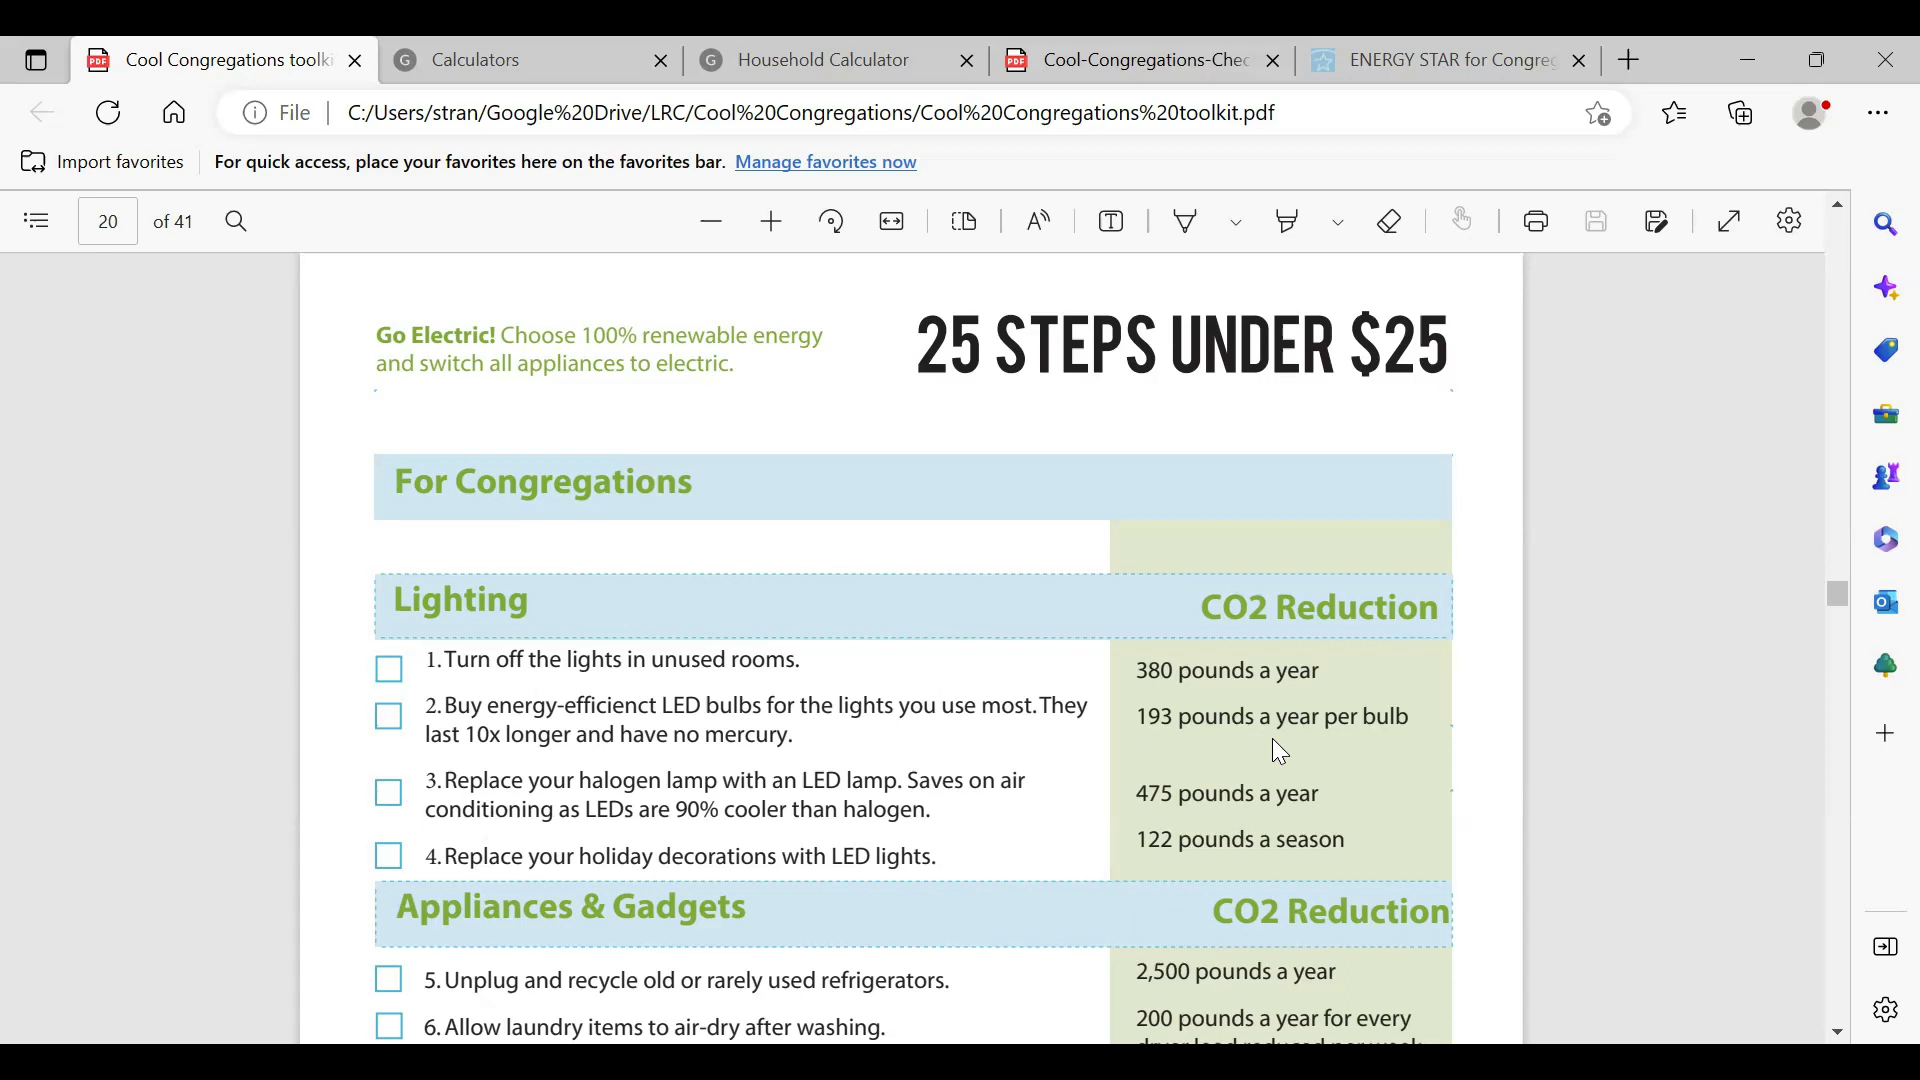 Cool Congregations toolki
Calculators
Household Calculator
Cool-Congregations-Chec
ENERGY STAR for Congreg
File
C:/Users/stran/Google%20Drive/LRC/Cool%20Congregations/Cool%20Congregations%20toolkit.pdf
Import favorites
For quick access, place your favorites here on the favorites bar. Manage favorites now
20 of 41
Go Electric! Choose 100% renewable energy
and switch all appliances to electric.
25 STEPS UNDER $25
For Congregations
Lighting
CO2 Reduction
1. Turn off the lights in unused rooms.
380 pounds a year
2. Buy energy-efficienct LED bulbs for the lights you use most. They
last 10x longer and have no mercury.
193 pounds a year per bulb
3. Replace your halogen lamp with an LED lamp. Saves on air
conditioning as LEDs are 90% cooler than halogen.
475 pounds a year
4. Replace your holiday decorations with LED lights.
122 pounds a season
Appliances & Gadgets
CO2 Reduction
5. Unplug and recycle old or rarely used refrigerators.
2,500 pounds a year
6. Allow laundry items to air-dry after washing.
200 pounds a year for every